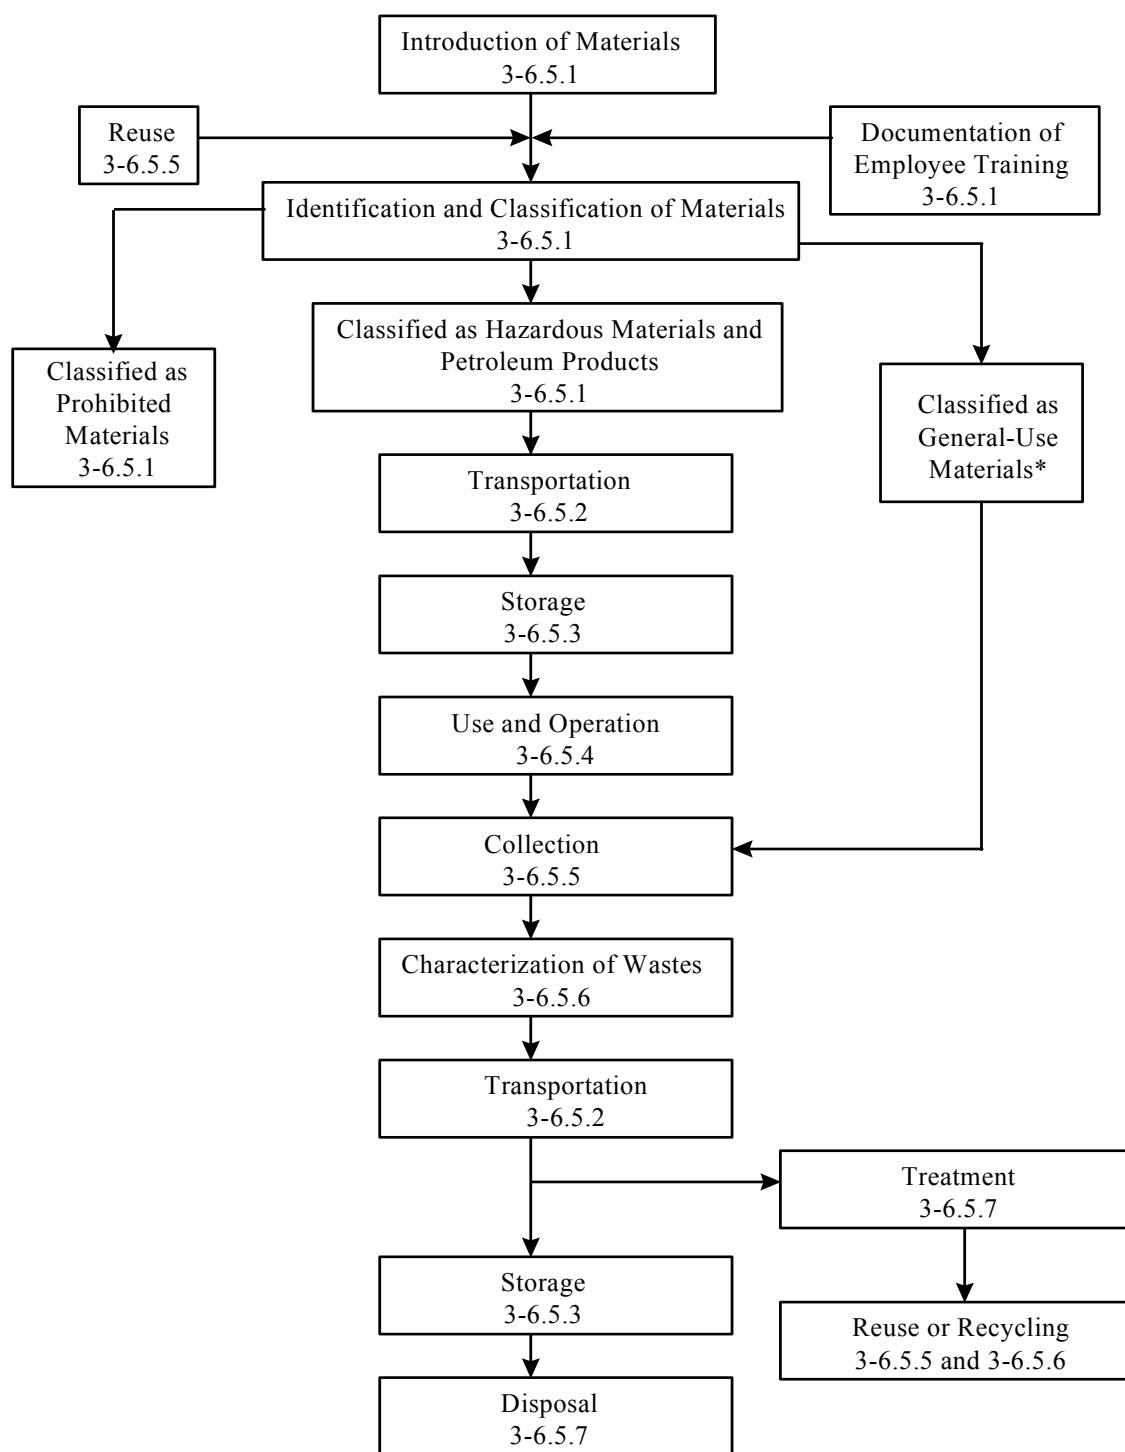 Introduction of Materials
3-6.5.1
Reuse
3-6.5.5
Documentation of
Employee Training
3-6.5.1
Identification and Classification of Materials
3-6.5.1
Classified as Hazardous Materials and
Petroleum Products
3-6.5.1
Classified as
Prohibited
Materials
3-6.5.1
Classified as
General-Use
Materials*
Transportation
3-6.5.2
Storage
3-6.5.3
Use and Operation
3-6.5.4
Collection
3-6.5.5
Characterization of Wastes
3-6.5.6
Transportation
3-6.5.2
Treatment
3-6.5.7
Storage
3-6.5.3
Reuse or Recycling
3-6.5.5 and 3-6.5.6
Disposal
3-6.5.7